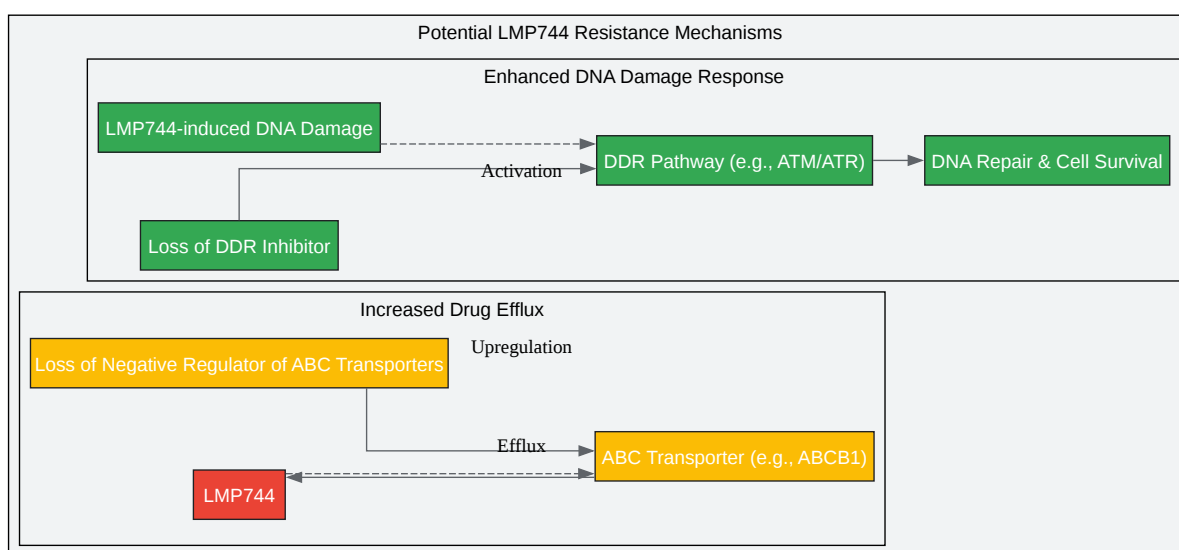 Potential LMP744 Resistance Mechanisms
Enhanced DNA Damage Response
LMP744-induced DNA Damage
DDR Pathway (e.g., ATM/ATR)
DNA Repair & Cell Survival
Activation
Loss of DDR Inhibitor
Increased Drug Efflux
Loss of Negative Regulator of ABC Transporters
Upregulation
Efflux
ABC Transporter (e.g., ABCB1)
LMP744